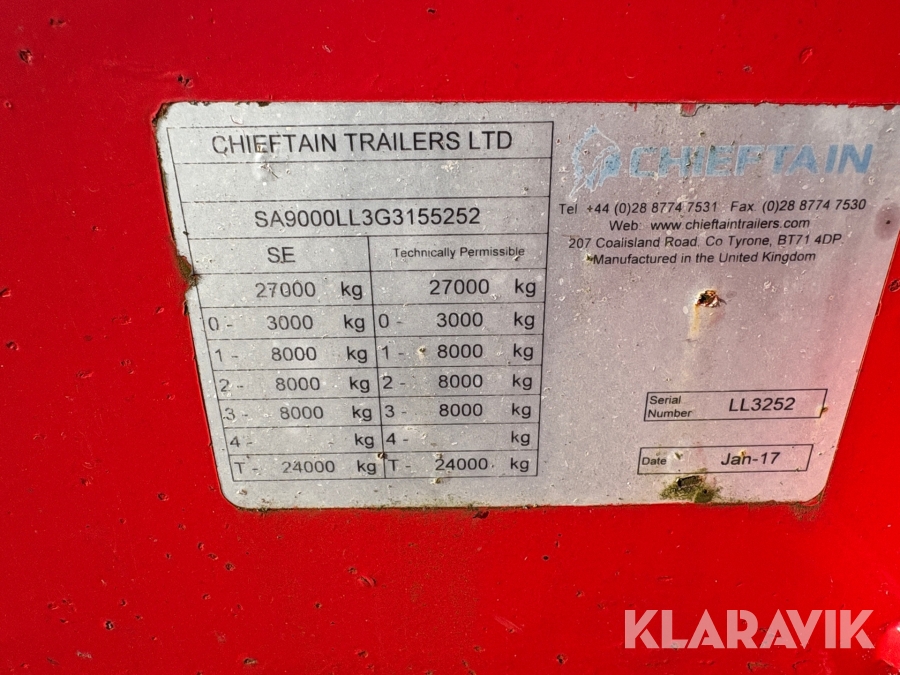 CHIEFTAIN TRAILERS LTD
SA9000LL3G3155252
SE Technically Permissible
27000 kg 27000 kg
0 - 3000 kg 0 - 3000 kg
1 - 8000 kg 1 - 8000 kg
2 - 8000 kg 2 - 8000 kg
3 - 8000 kg 3 - 8000 kg
4 - kg 4 - kg
T - 24000 kg T - 24000 kg
CHIEFTAIN
Tel +44 (0)28 8774 7531 Fax (0)28 8774 7530
Web: www.chieftaintrailers.com
207 Coalisland Road, Co Tyrone, BT71 4DP.
Manufactured in the United Kingdom
Serial Number LL3252
Date Jan-17
KLARAVIK